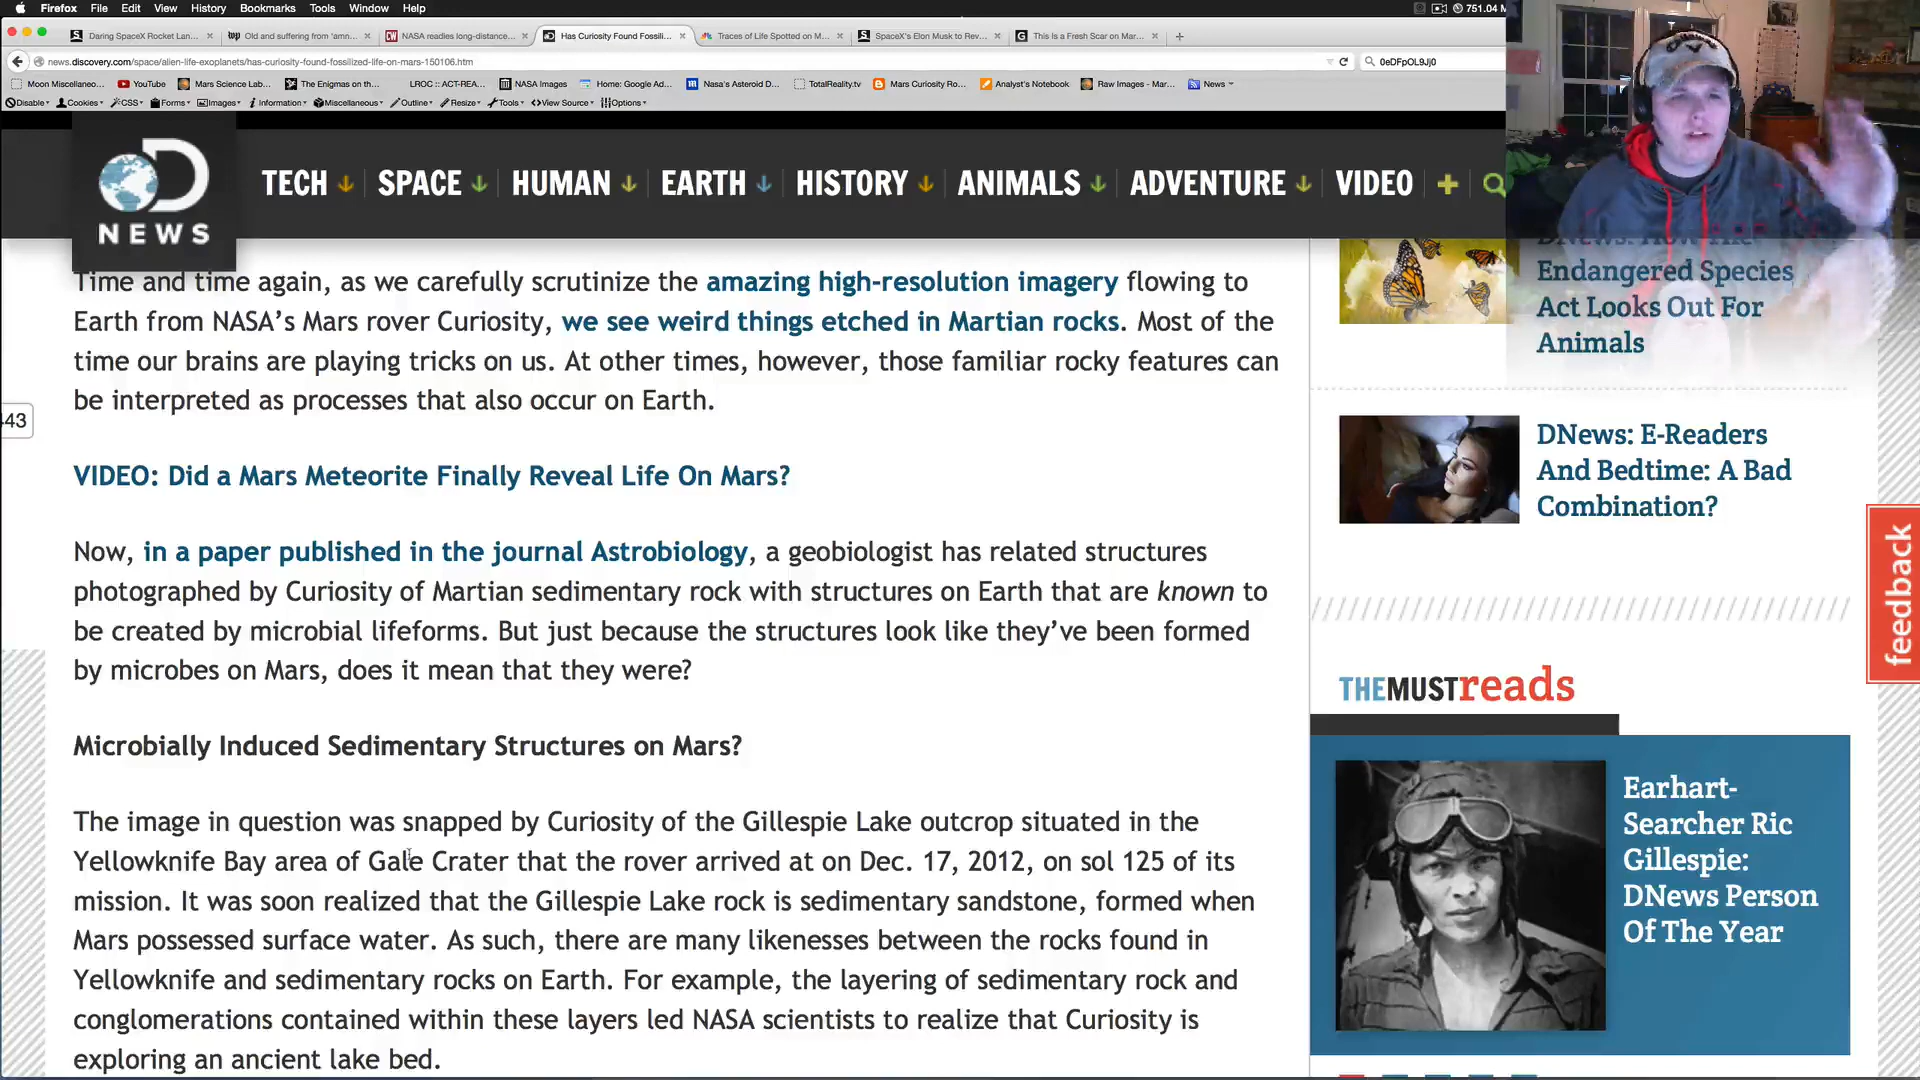 Firefox File Edit View History Bookmarks Tools Window Help 751.04 M
Daring SpaceX Rocket Lan... × Old and suffering from 'amn... × NASA readies long-distance... × Has Curiosity Found Fossili... × Traces of Life Spotted on M... × SpaceX's Elon Musk to Rev... × This Is a Fresh Scar on Mar... × +
news.discovery.com/space/alien-life-exoplanets/has-curiosity-found-fossilized-life-on-mars-150106.htm 0eDFpOL9Jj0
Moon Miscellaneo... YouTube Mars Science Lab... The Enigmas on th... LROC :: ACT-REA... NASA Images Home: Google Ad... Nasa's Asteroid D... TotalReality.tv Mars Curiosity Ro... Analyst's Notebook Raw Images - Mar... News
Disable Cookies CSS Forms Images Information Miscellaneous Outline Resize Tools View Source Options
D NEWS
TECH SPACE HUMAN EARTH HISTORY ANIMALS ADVENTURE VIDEO +
Time and time again, as we carefully scrutinize the amazing high-resolution imagery flowing to
Earth from NASA's Mars rover Curiosity, we see weird things etched in Martian rocks. Most of the
time our brains are playing tricks on us. At other times, however, those familiar rocky features can
be interpreted as processes that also occur on Earth.
443
VIDEO: Did a Mars Meteorite Finally Reveal Life On Mars?
Now, in a paper published in the journal Astrobiology, a geobiologist has related structures
photographed by Curiosity of Martian sedimentary rock with structures on Earth that are known to
be created by microbial lifeforms. But just because the structures look like they've been formed
by microbes on Mars, does it mean that they were?
Microbially Induced Sedimentary Structures on Mars?
The image in question was snapped by Curiosity of the Gillespie Lake outcrop situated in the
Yellowknife Bay area of Gale Crater that the rover arrived at on Dec. 17, 2012, on sol 125 of its
mission. It was soon realized that the Gillespie Lake rock is sedimentary sandstone, formed when
Mars possessed surface water. As such, there are many likenesses between the rocks found in
Yellowknife and sedimentary rocks on Earth. For example, the layering of sedimentary rock and
conglomerations contained within these layers led NASA scientists to realize that Curiosity is
exploring an ancient lake bed.
DNews: How The
Endangered Species
Act Looks Out For
Animals
DNews: E-Readers
And Bedtime: A Bad
Combination?
feedback
THEMUSTreads
Earhart-
Searcher Ric
Gillespie:
DNews Person
Of The Year